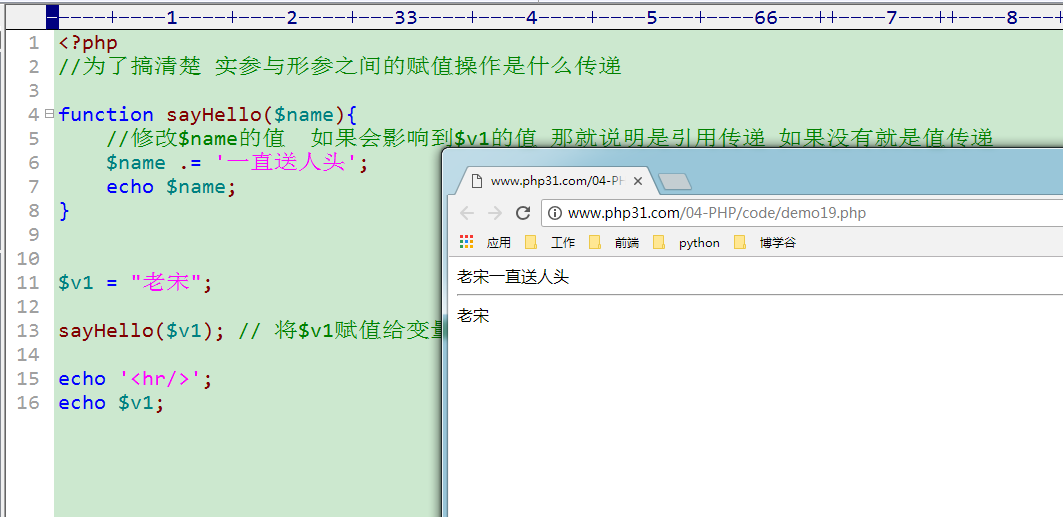 ----+----1----+----2----+----33----+----4----+----5----+----66----++----7----++----8----+
1 <?php
2 //为了搞清楚 实参与形参之间的赋值操作是什么传递
3
4 function sayHello($name){
5 //修改$name的值  如果会影响到$v1的值 那就说明是引用传递 如果没有就是值传递
6 $name .= '一直送人头';
7 echo $name;
8 }
9
10
11 $v1 = "老宋";
12
13 sayHello($v1); // 将$v1赋值给变量
14
15 echo '<hr/>';
16 echo $v1;
www.php31.com/04-PH
www.php31.com/04-PHP/code/demo19.php
应用 工作 前端 python 博学谷
老宋一直送人头
老宋